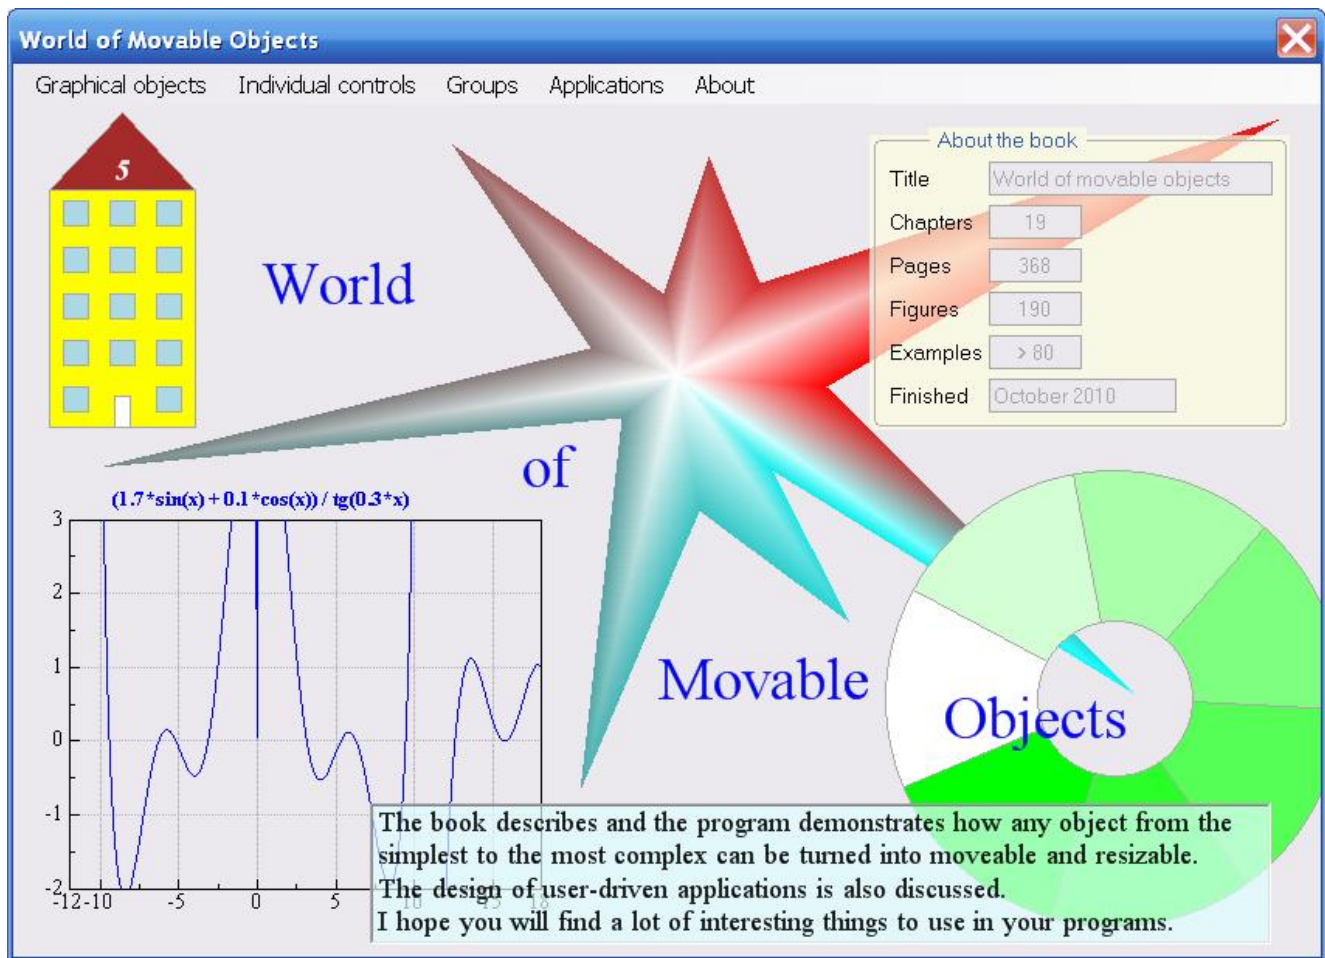 World of Movable Objects
Graphical objects Individual controls Groups Applications About
5
World
of
Movable
Objects
About the book
Title World of movable objects
Chapters 19
Pages 368
Figures 190
Examples > 80
Finished October 2010
(1.7*sin(x) + 0.1*cos(x)) / tg(0.3*x)
3
2
1
0
-1
-2
-12 -10 -5 0 5 10 15 18
The book describes and the program demonstrates how any object from the
simplest to the most complex can be turned into moveable and resizable.
The design of user-driven applications is also discussed.
I hope you will find a lot of interesting things to use in your programs.